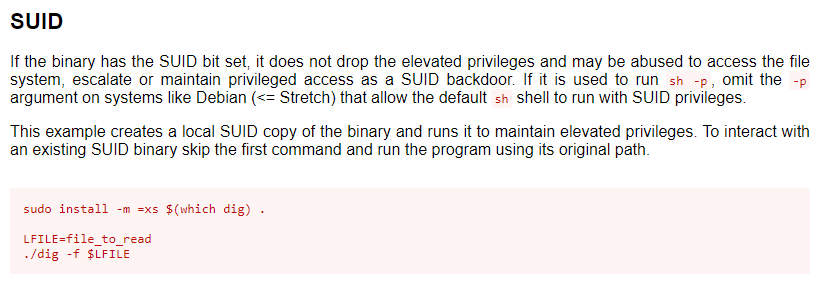 SUID
If the binary has the SUID bit set, it does not drop the elevated privileges and may be abused to access the file
system, escalate or maintain privileged access as a SUID backdoor. If it is used to run sh -p, omit the -p
argument on systems like Debian (<= Stretch) that allow the default sh shell to run with SUID privileges.
This example creates a local SUID copy of the binary and runs it to maintain elevated privileges. To interact with
an existing SUID binary skip the first command and run the program using its original path.
sudo install -m =xs $(which dig) .
LFILE=file_to_read
./dig -f $LFILE